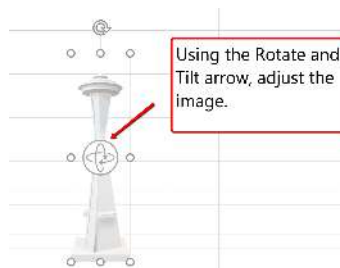 Using the Rotate and
Tilt arrow, adjust the
image.